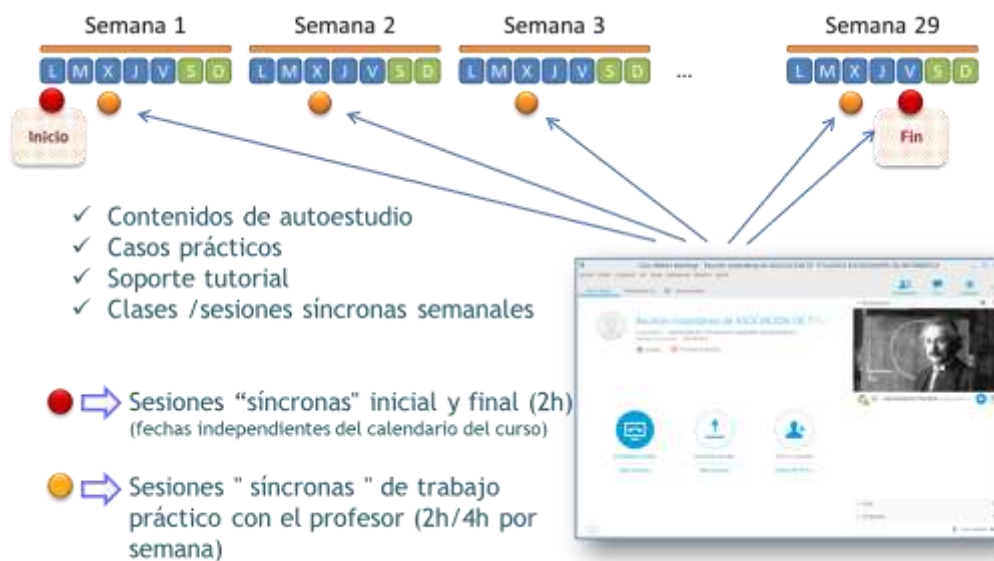 Semana 1
Semana 2
Semana 3
Semana 29
L M X J V S D
L M X J V S D
L M X J V S D
...
L M X J V S D
Inicio
Fin
✓ Contenidos de autoestudio
✓ Casos prácticos
✓ Soporte tutorial
✓ Clases /sesiones síncronas semanales
Sesiones “síncronas" inicial y final (2h)
(fechas independientes del calendario del curso)
Sesiones " síncronas " de trabajo
práctico con el profesor (2h/4h por
semana)